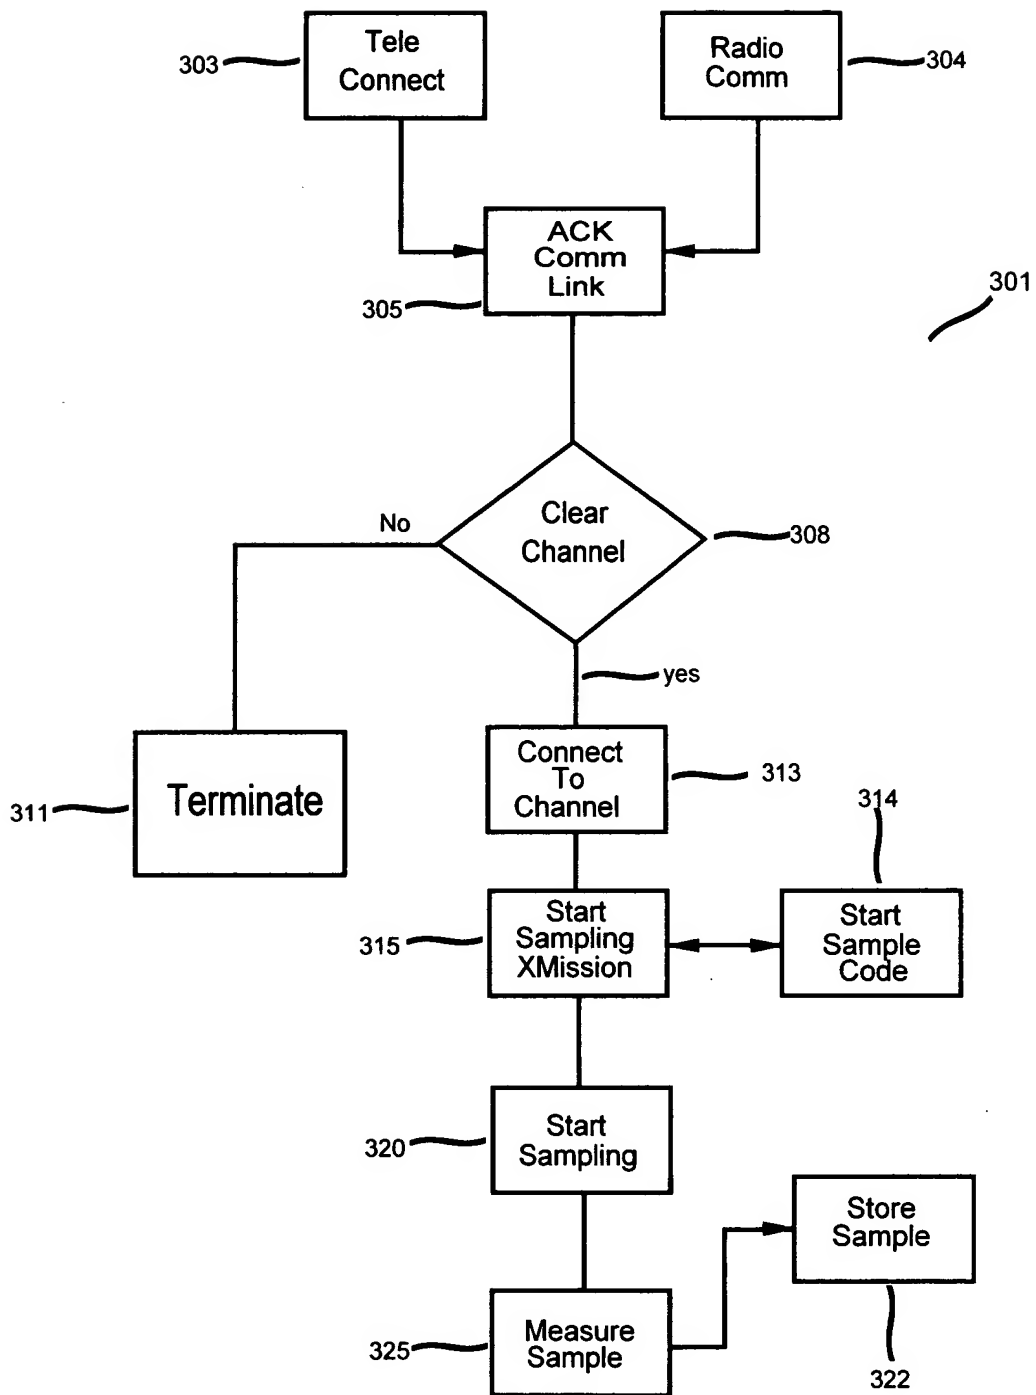 Tele
Connect
303
Radio
Comm
304
ACK
Comm
Link
305
301
Clear
Channel
No
308
yes
Connect
To
Channel
313
Terminate
311
314
Start
Sampling
XMission
315
Start
Sample
Code
Start
Sampling
320
Store
Sample
322
Measure
Sample
325